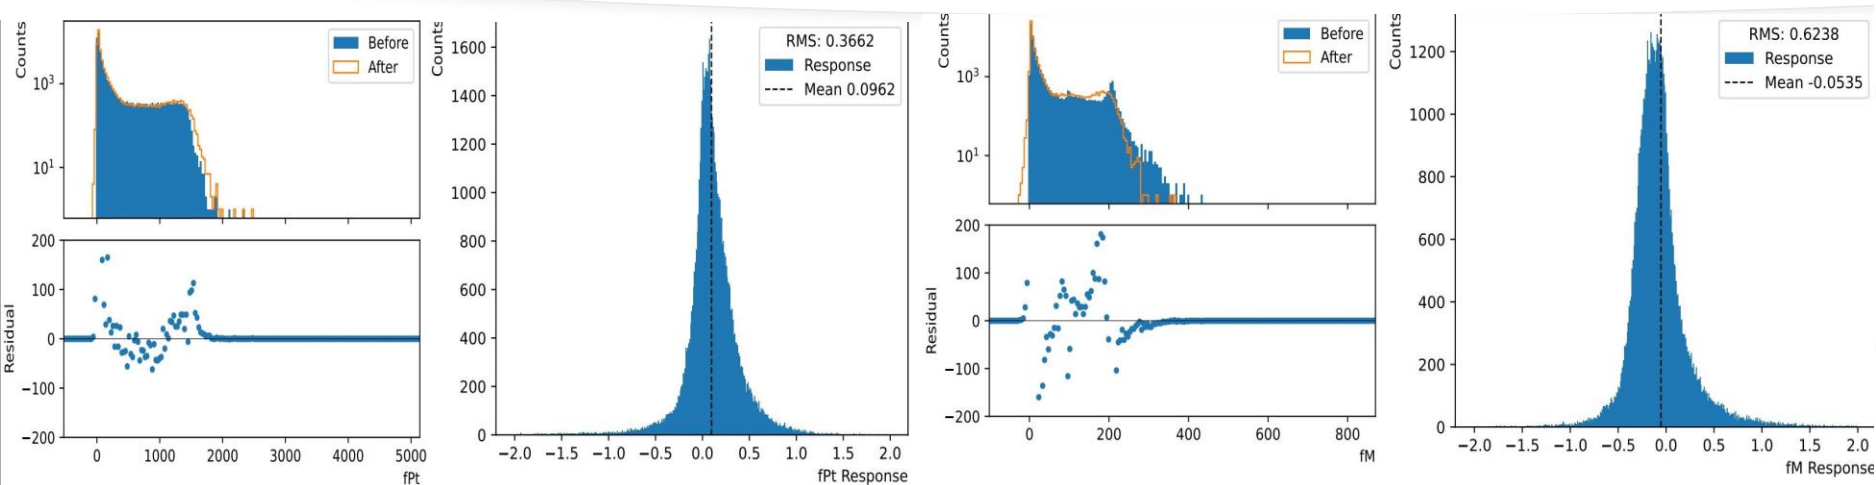 Counts
Before
After
10³
10¹
200
100
0
−100
−200
Residual
0 1000 2000 3000 4000 5000
fPt
Counts
1600
1400
1200
1000
800
600
400
200
0
RMS: 0.3662
Response
Mean 0.0962
−2.0 −1.5 −1.0 −0.5 0.0 0.5 1.0 1.5 2.0
fPt Response
Counts
Before
After
10³
10¹
200
100
0
−100
−200
Residual
0 200 400 600 800
fM
Counts
1200
1000
800
600
400
200
0
RMS: 0.6238
Response
Mean -0.0535
−2.0 −1.5 −1.0 −0.5 0.0 0.5 1.0 1.5 2.0
fM Response